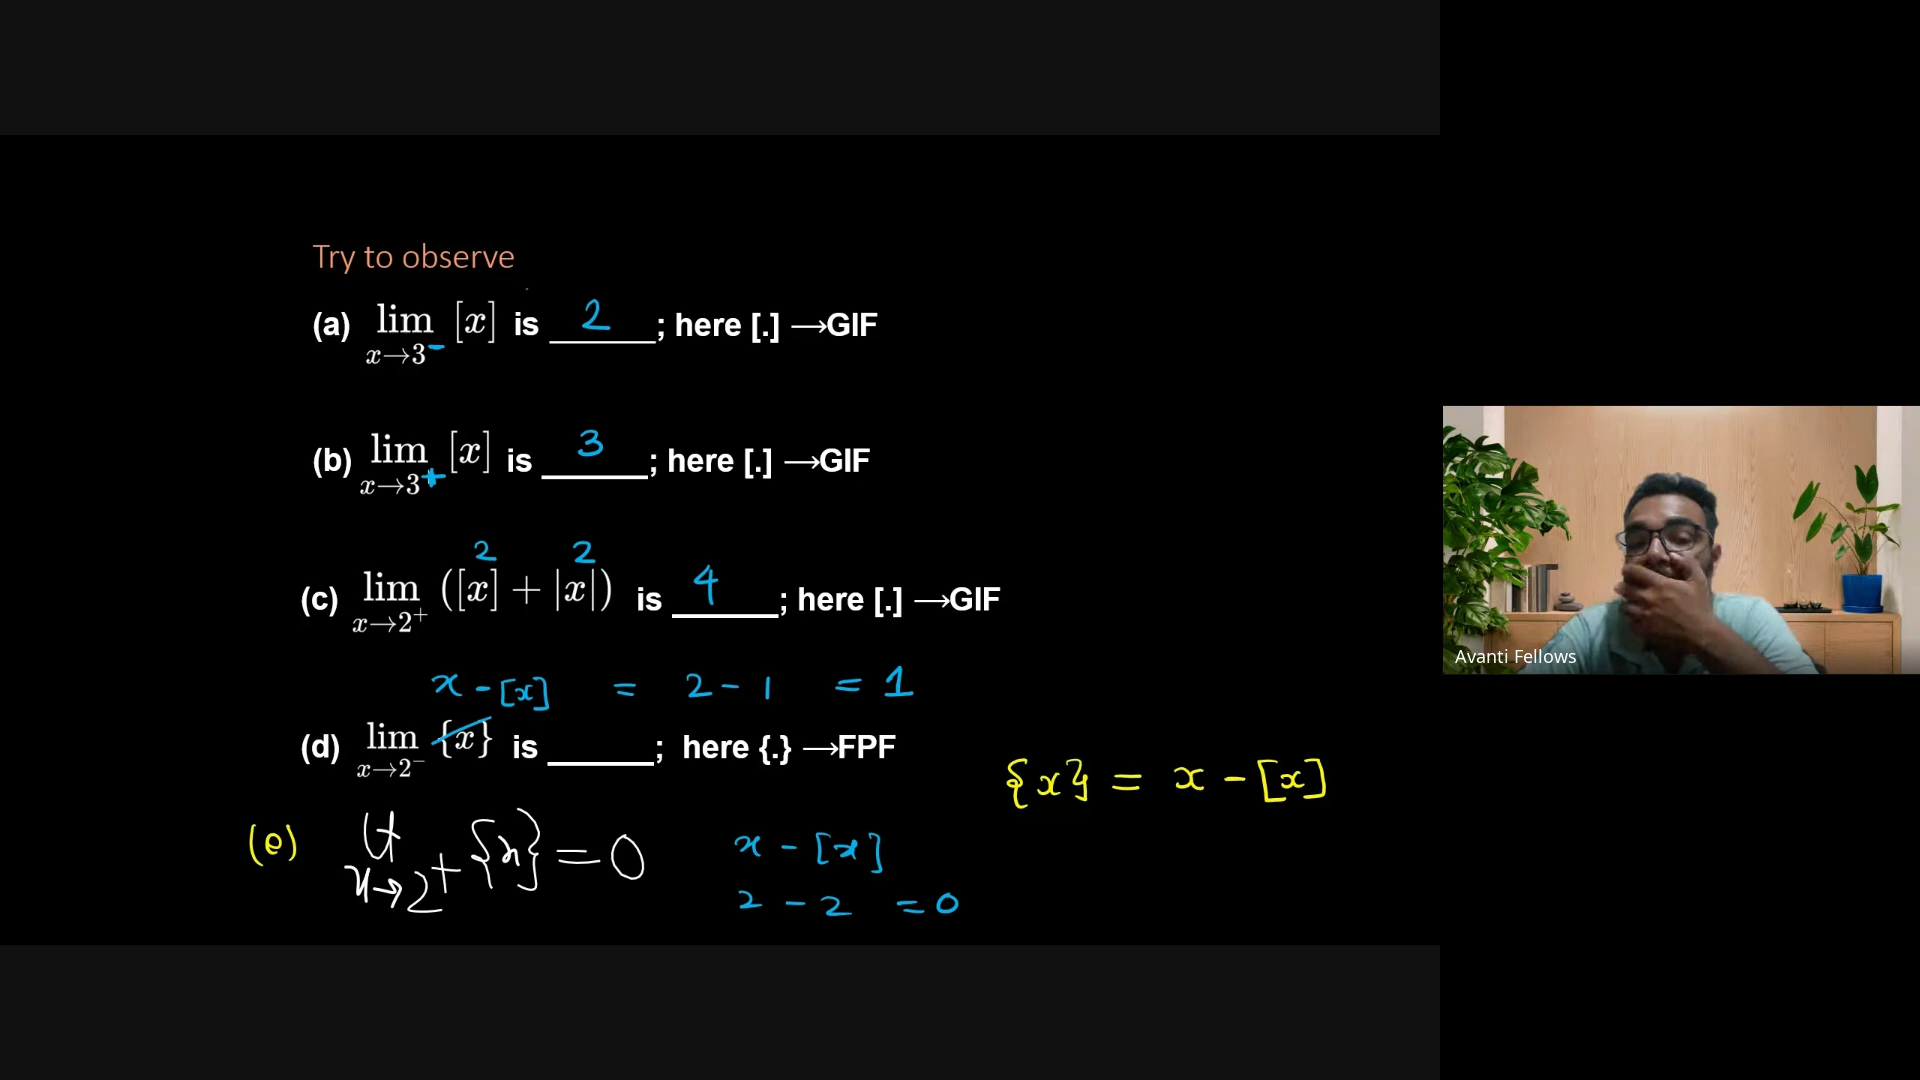 Try to observe
(a) lim x→3⁻ [x] is 2 ; here [.] →GIF
(b) lim x→3⁺ [x] is 3 ; here [.] →GIF
2 2
(c) lim x→2⁺ ([x] + |x|) is 4 ; here [.] →GIF
x - [x] = 2 - 1 = 1
(d) lim x→2⁻ {x} is ______; here {.} →FPF
{x} = x - [x]
(e) lt x→2+ {x} = 0
x - [x]
2 - 2 = 0
Avanti Fellows